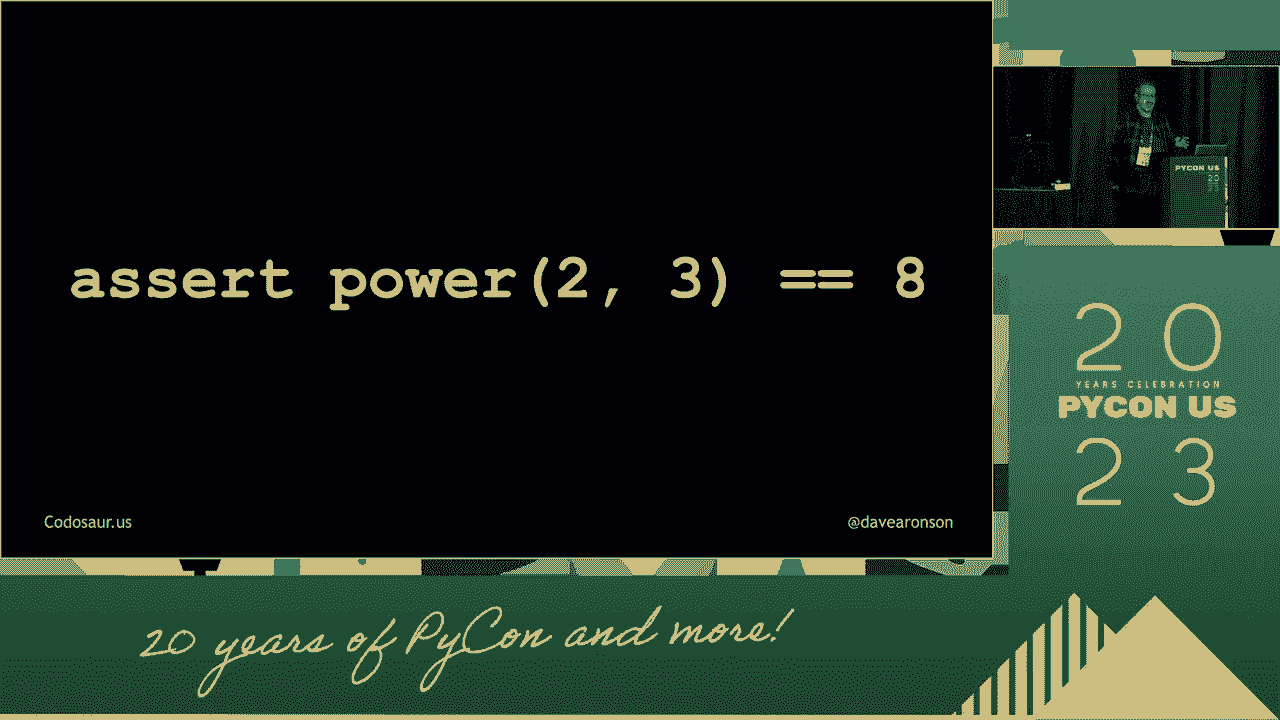 assert power(2, 3) == 8
Codosaur.us
@davearonson
PYCON US
20
23
20
YEARS CELEBRATION
PYCON US
23
20 years of PyCon and more!